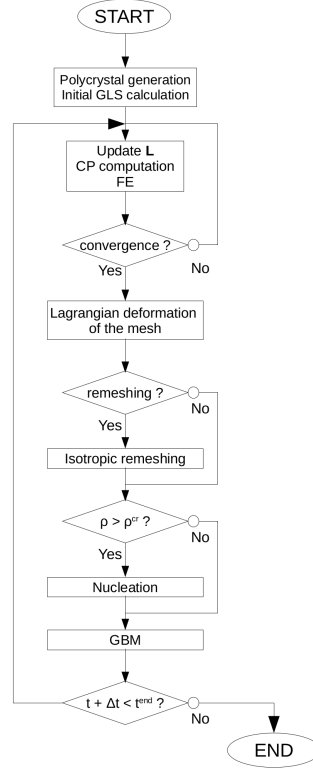 START
Polycrystal generation
Initial GLS calculation
Update L
CP computation
FE
convergence ?
Yes
No
Lagrangian deformation
of the mesh
remeshing ?
No
Yes
Isotropic remeshing
ρ > ρᶜʳ ?
No
Yes
Nucleation
GBM
t + Δt < tᵉⁿᵈ ?
No
END